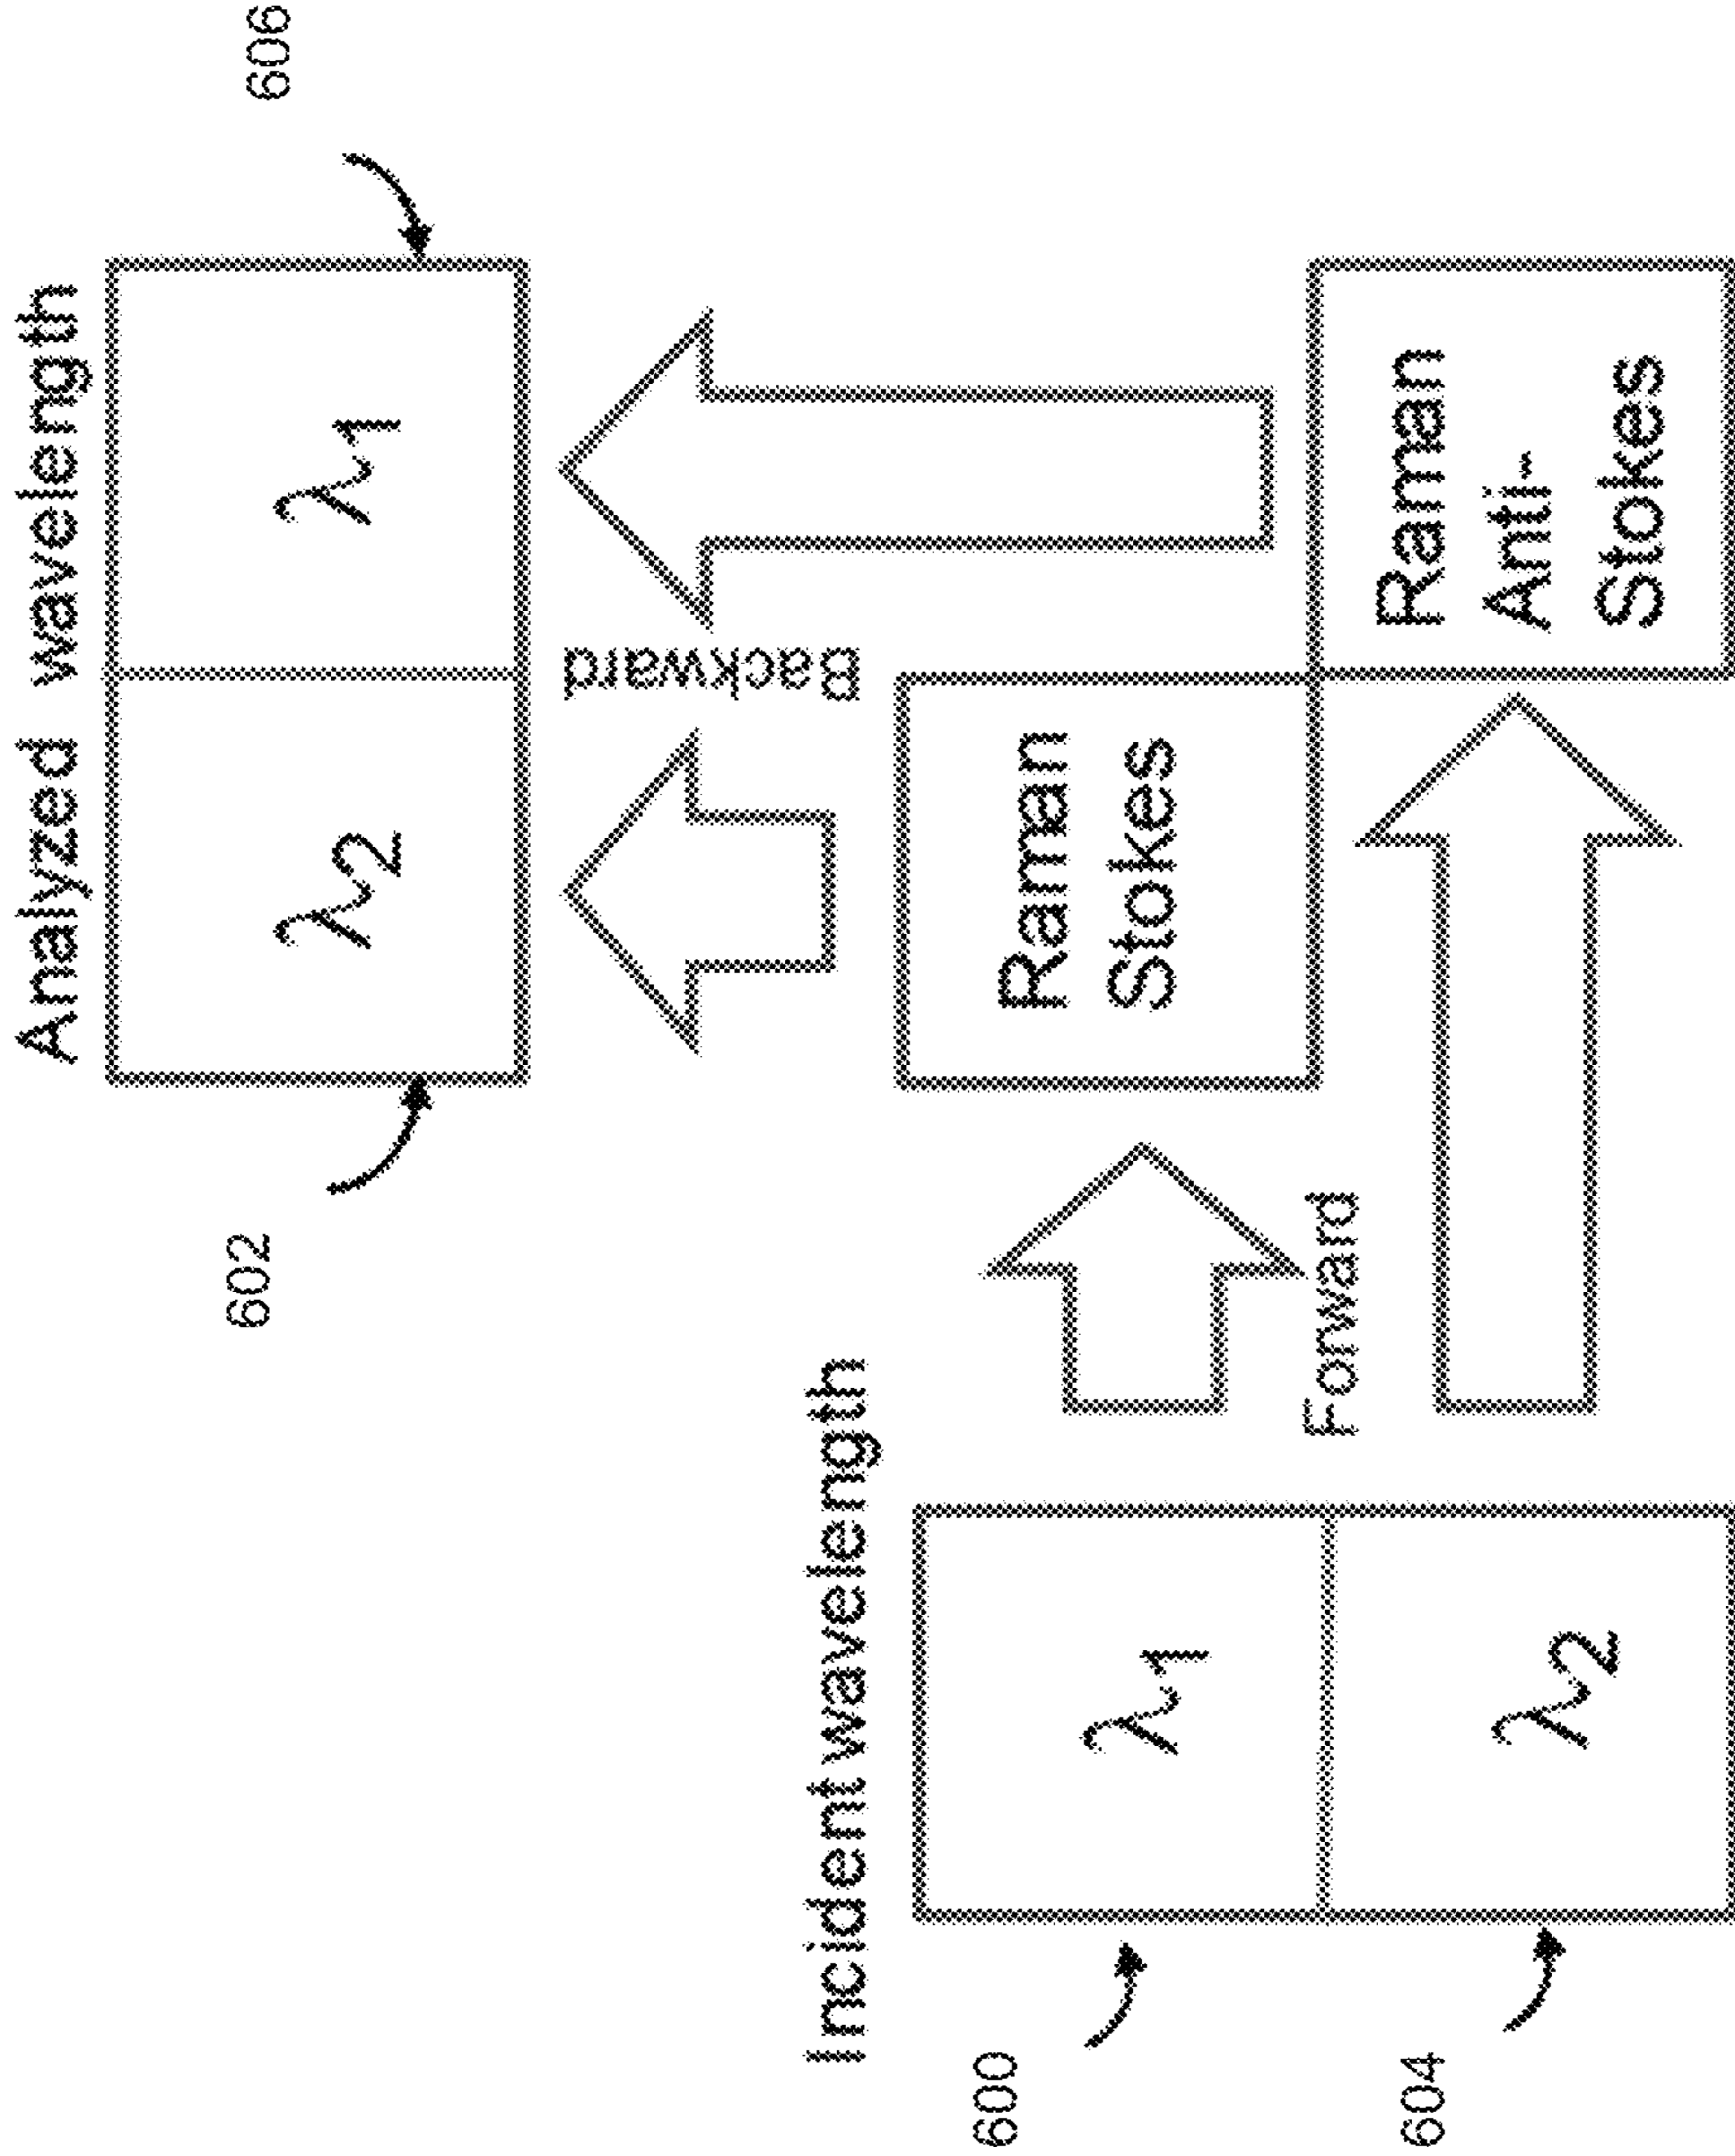 Analyzed wavelength
606
λ2
λ1
602
Backward
Incident wavelength
Raman
Stokes
600
λ1
Forward
Raman
Anti-
Stokes
604
λ2